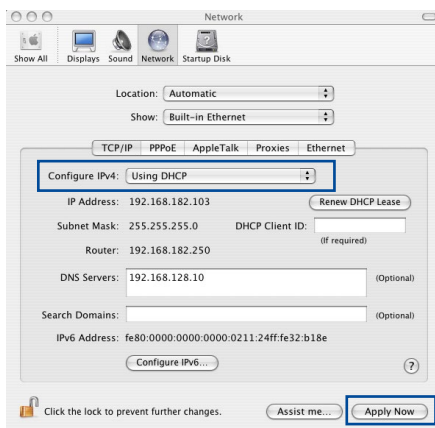 Network
Show All Displays Sound Network Startup Disk
Location: Automatic
Show: Built-in Ethernet
TCP/IP PPPoE AppleTalk Proxies Ethernet
Configure IPv4: Using DHCP
IP Address: 192.168.182.103 Renew DHCP Lease
Subnet Mask: 255.255.255.0 DHCP Client ID:
(If required)
Router: 192.168.182.250
DNS Servers: 192.168.128.10 (Optional)
Search Domains: (Optional)
IPv6 Address: fe80:0000:0000:0000:0211:24ff:fe32:b18e
Configure IPv6... ?
Click the lock to prevent further changes. Assist me... Apply Now